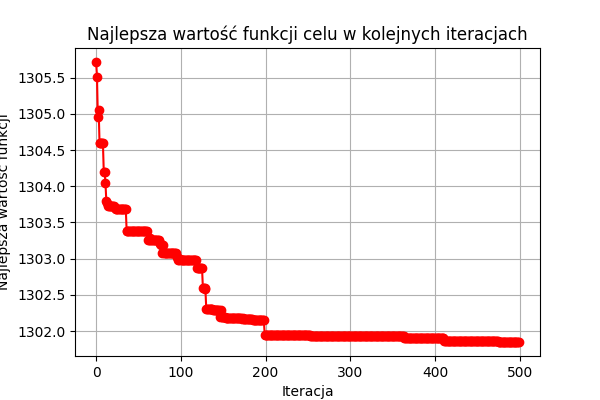 Najlepsza wartość funkcji celu w kolejnych iteracjach
Najlepsza wartość funkcji
1305.5
1305.0
1304.5
1304.0
1303.5
1303.0
1302.5
1302.0
0 100 200 300 400 500
Iteracja